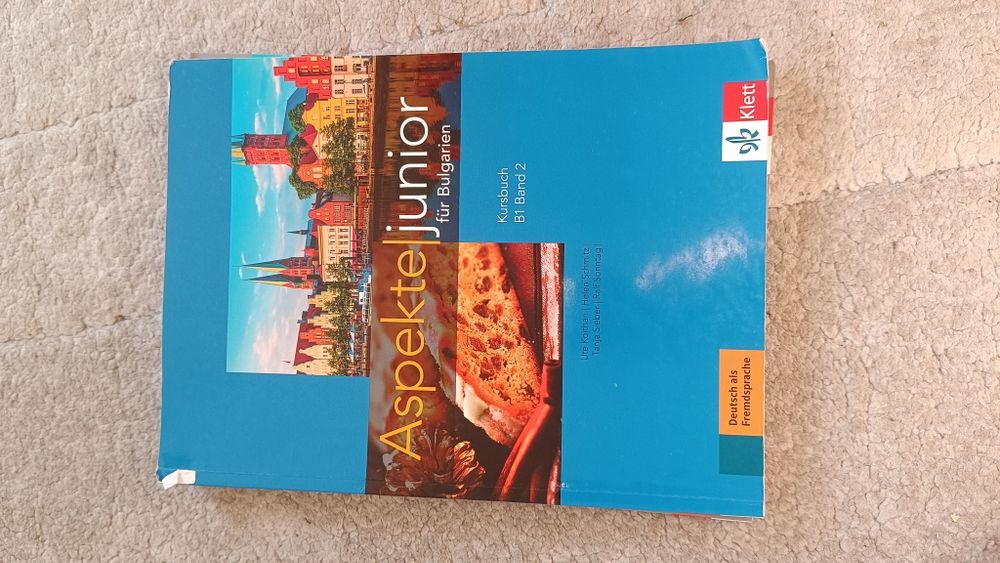 Aspekte|junior
für Bulgarien
Kursbuch
B1 Band 2
Ute Koithan | Helen Schmitz
Tanja Sieber | Ralf Sonntag
Deutsch als
Fremdsprache
Klett